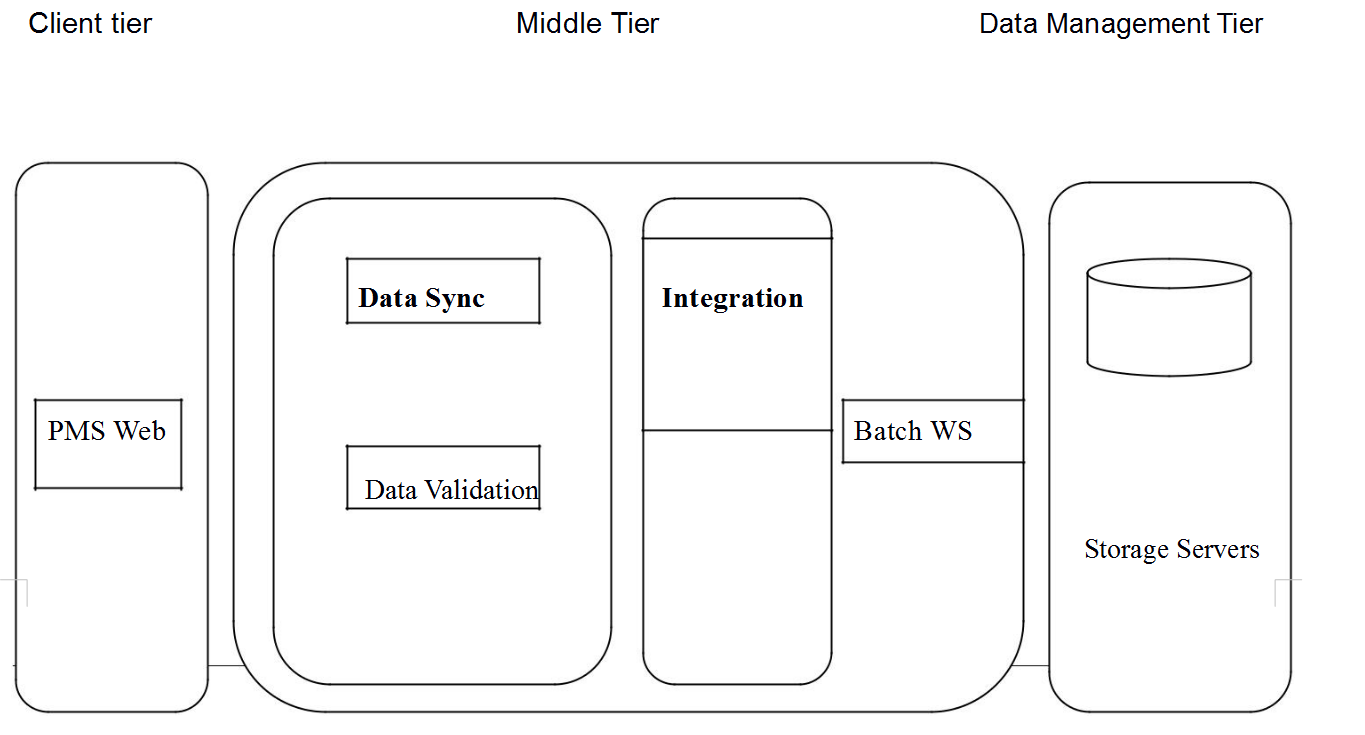 Client tier
Middle Tier
Data Management Tier
Data Sync
Integration
PMS Web
Batch WS
Data Validation
Storage Servers